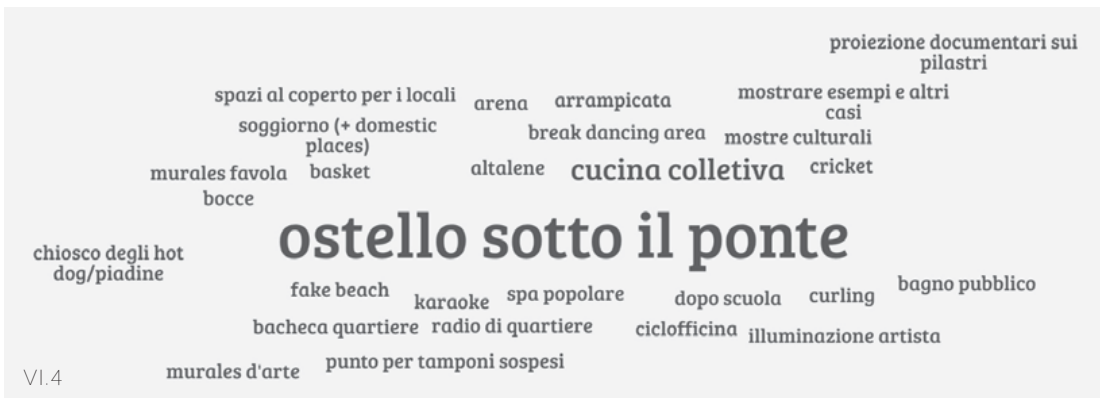 proiezione documentari sui
pilastri
spazi al coperto per i locali
arena
arrampicata
mostrare esempi e altri
casi
soggiorno (+ domestic
places)
break dancing area
mostre culturali
murales favola
basket
altalene
cucina colletiva
cricket
bocce
ostello sotto il ponte
chiosco degli hot
dog/piadine
fake beach
karaoke
spa popolare
dopo scuola
curling
bagno pubblico
bacheca quartiere
radio di quartiere
ciclofficina
illuminazione artista
murales d'arte
punto per tamponi sospesi
VI.4